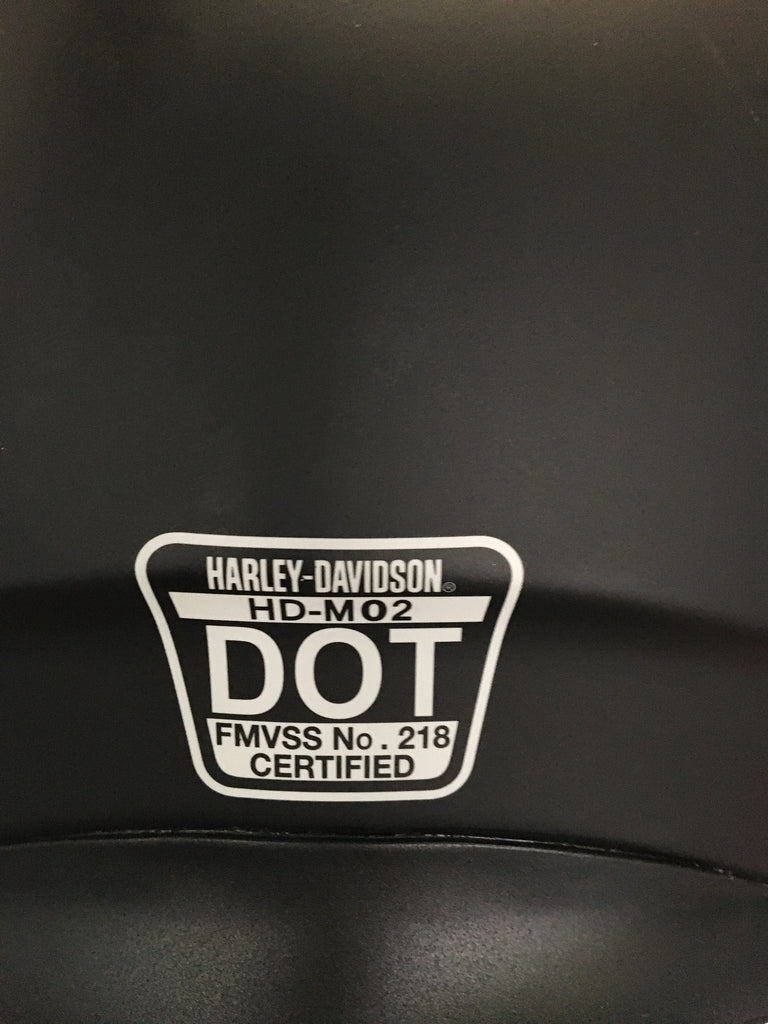 HARLEY-DAVIDSON®
HD-M02
DOT
FMVSS No. 218
CERTIFIED